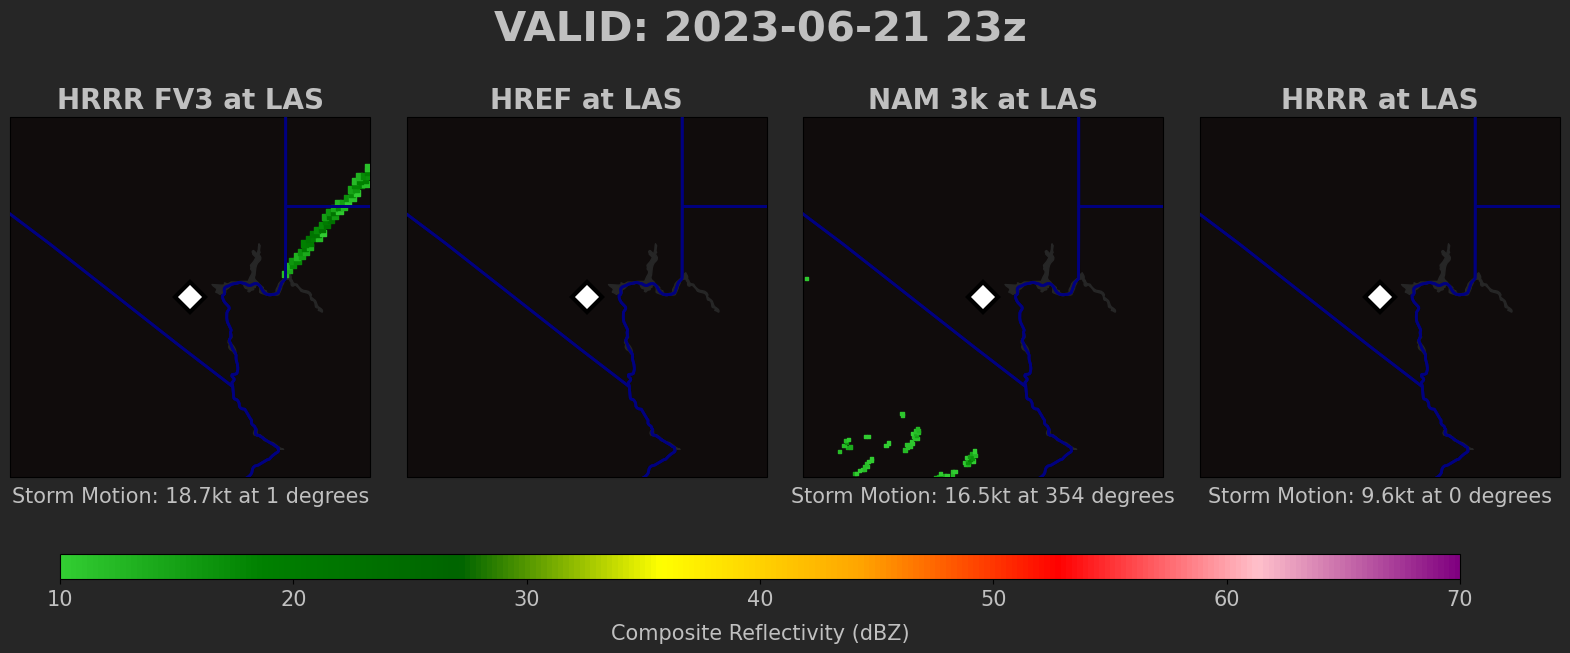 VALID: 2023-06-21 23z
HRRR FV3 at LAS
HREF at LAS
NAM 3k at LAS
HRRR at LAS
Storm Motion: 18.7kt at 1 degrees
Storm Motion: 16.5kt at 354 degrees
Storm Motion: 9.6kt at 0 degrees
10 20 30 40 50 60 70
Composite Reflectivity (dBZ)